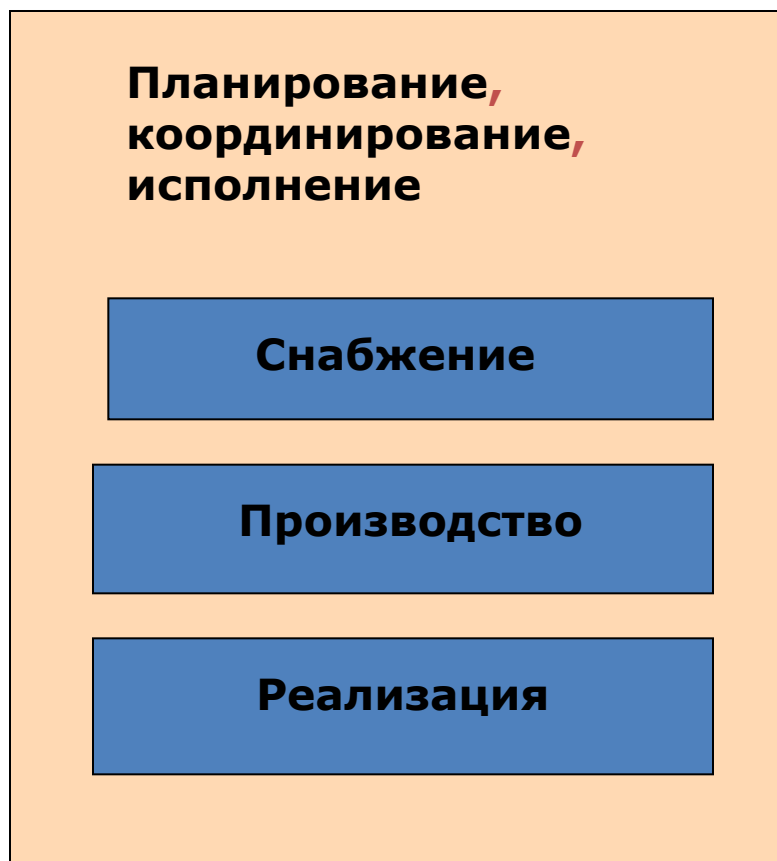 Планирование,
координирование,
исполнение
Снабжение
Производство
Реализация